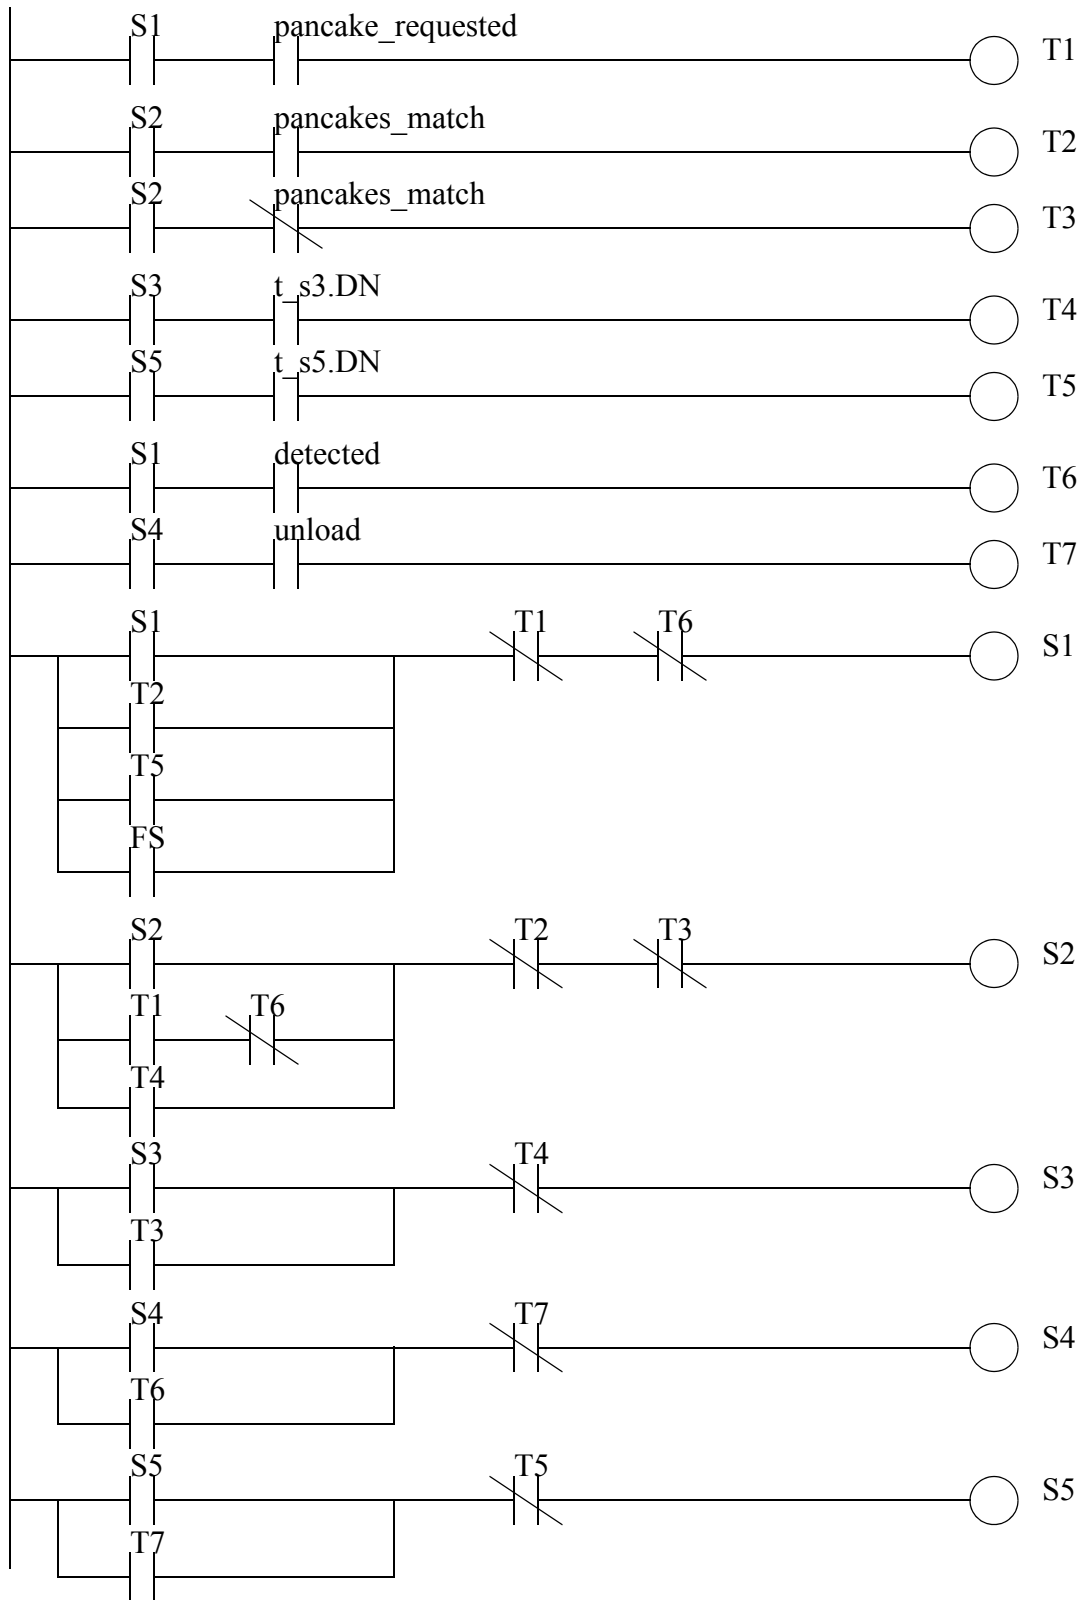 S1 pancake_requested T1
S2 pancakes_match T2
S2 pancakes_match T3
S3 t_s3.DN T4
S5 t_s5.DN T5
S1 detected T6
S4 unload T7
S1 T1 T6 S1
T2
T5
FS
S2 T2 T3 S2
T1 T6
T4
S3 T4 S3
T3
S4 T7 S4
T6
S5 T5 S5
T7